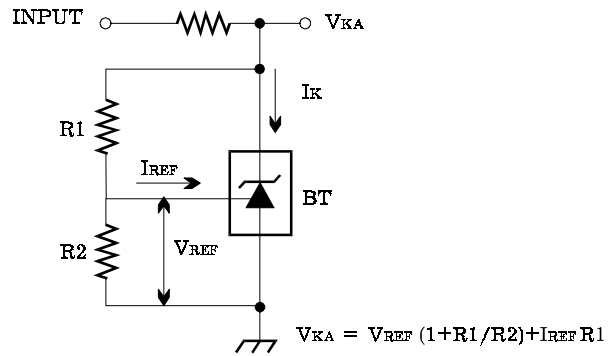 INPUT
VKA
IK
R1
IREF
BT
R2
VREF
VKA = VREF (1+R1/R2)+IREF R1